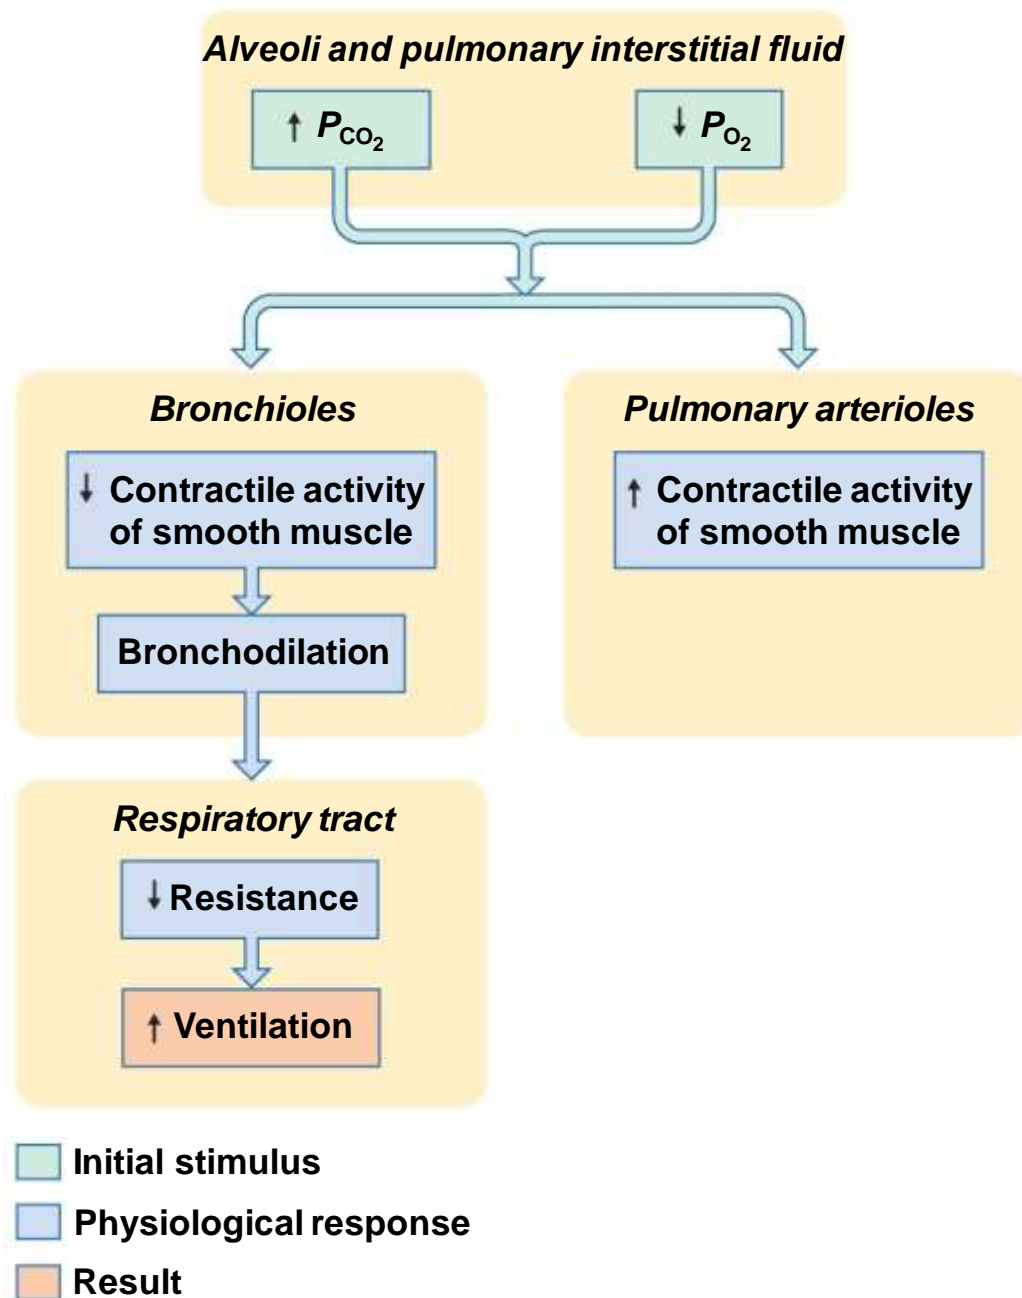 Alveoli and pulmonary interstitial fluid
↑ PCO2
↓ PO2
Bronchioles
↓ Contractile activity
of smooth muscle
Bronchodilation
Pulmonary arterioles
↑ Contractile activity
of smooth muscle
Respiratory tract
↓ Resistance
↑ Ventilation
Initial stimulus
Physiological response
Result